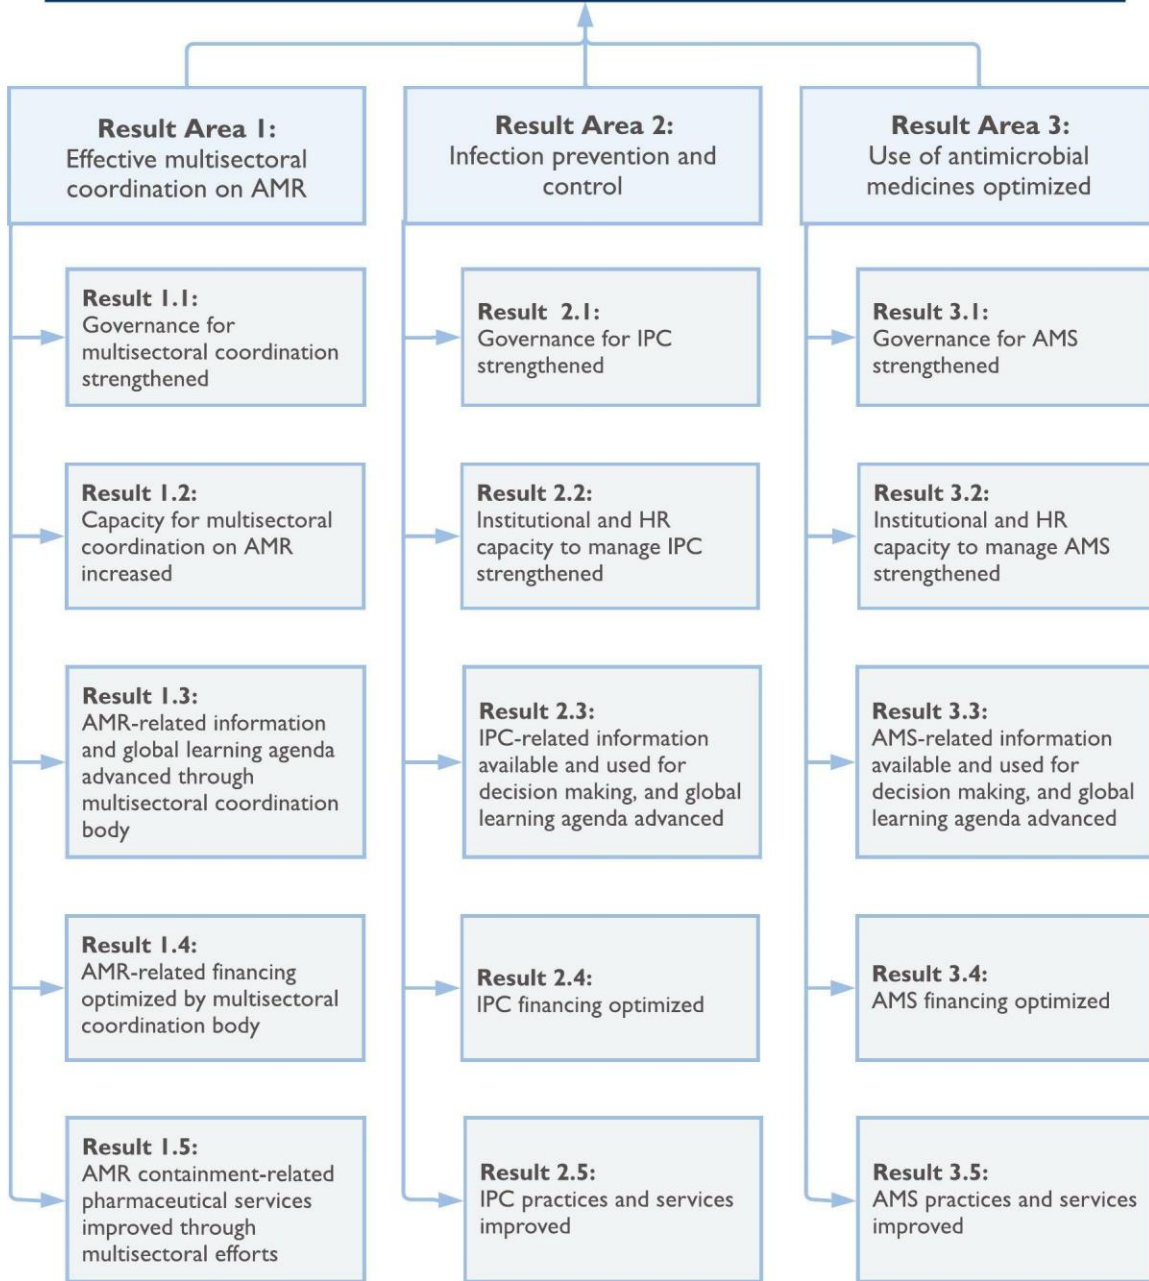 Result Area 1:
Effective multisectoral
coordination on AMR
Result 1.1:
Governance for
multisectoral coordination
strengthened
Result 1.2:
Capacity for multisectoral
coordination on AMR
increased
Result 1.3:
AMR-related information
and global learning agenda
advanced through
multisectoral coordination
body
Result 1.4:
AMR-related financing
optimized by multisectoral
coordination body
Result 1.5:
AMR containment-related
pharmaceutical services
improved through
multisectoral efforts
Result Area 2:
Infection prevention and
control
Result 2.1:
Governance for IPC
strengthened
Result 2.2:
Institutional and HR
capacity to manage IPC
strengthened
Result 2.3:
IPC-related information
available and used for
decision making, and global
learning agenda advanced
Result 2.4:
IPC financing optimized
Result 2.5:
IPC practices and services
improved
Result Area 3:
Use of antimicrobial
medicines optimized
Result 3.1:
Governance for AMS
strengthened
Result 3.2:
Institutional and HR
capacity to manage AMS
strengthened
Result 3.3:
AMS-related information
available and used for
decision making, and global
learning agenda advanced
Result 3.4:
AMS financing optimized
Result 3.5:
AMS practices and services
improved